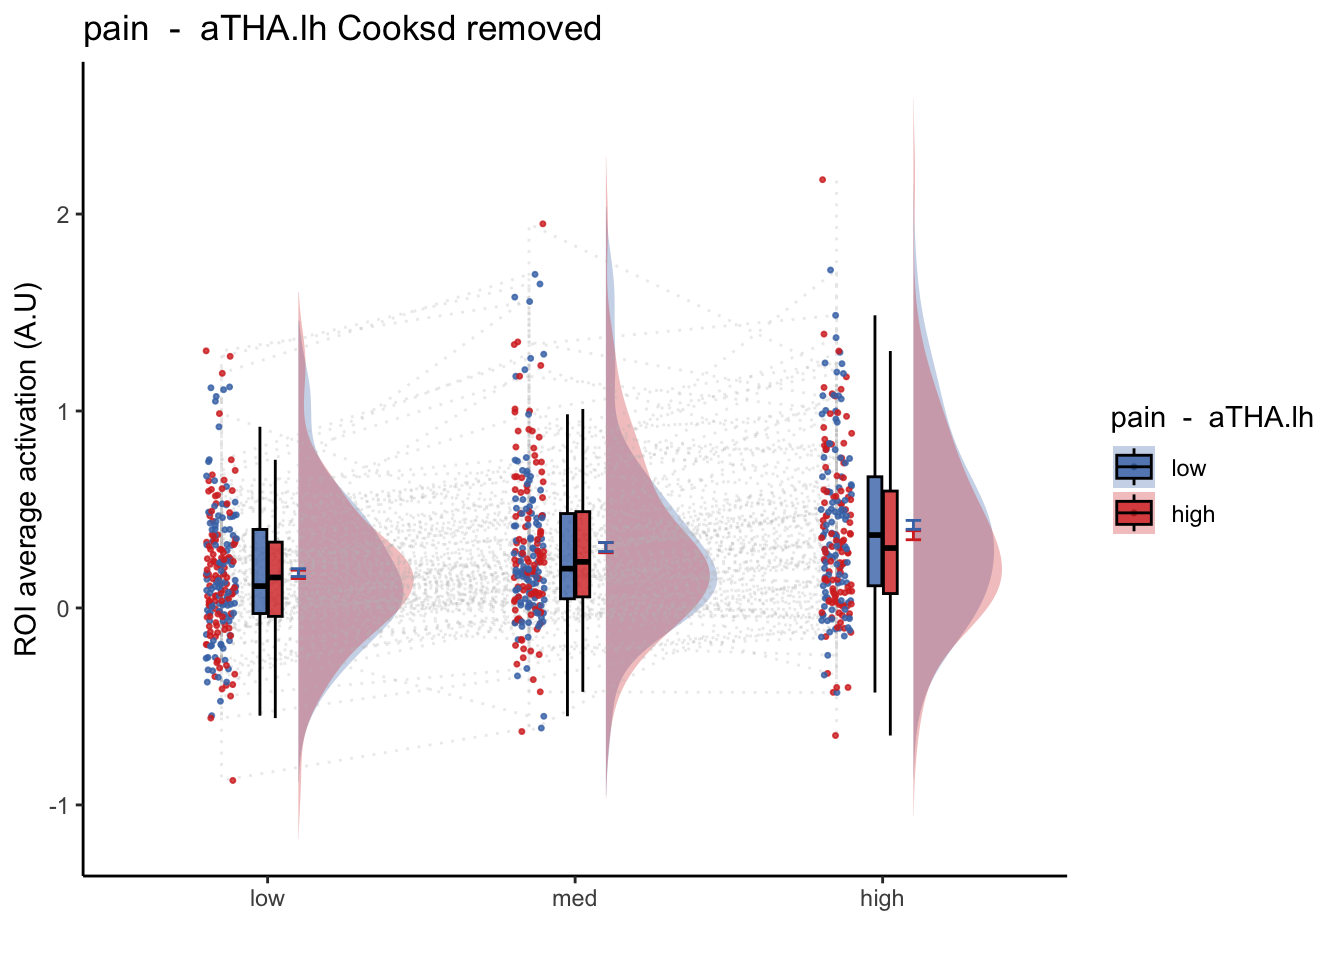 pain - aTHA.lh Cooksd removed
ROI average activation (A.U)
2
1
0
-1
low
med
high
pain - aTHA.lh
low
high